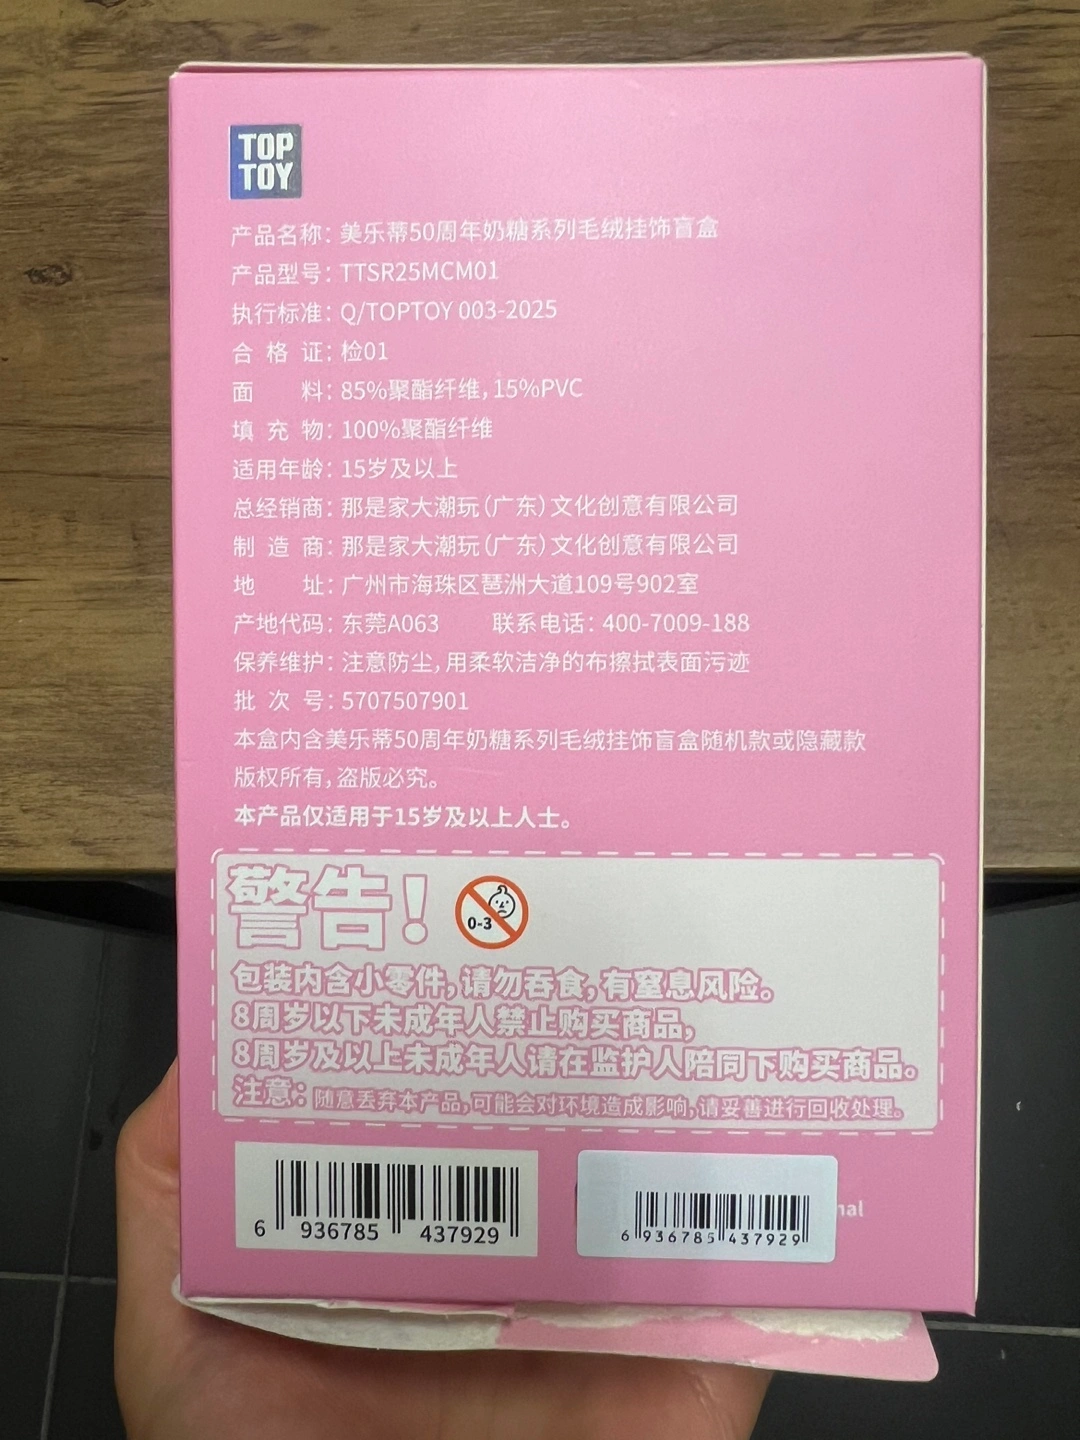 TOP
TOY
产品名称：美乐蒂50周年奶糖系列毛绒挂饰盲盒
产品型号：TTSR25MCM01
执行标准：Q/TOPTOY 003-2025
合格证：检01
面料：85%聚酯纤维，15%PVC
填充物：100%聚酯纤维
适用年龄：15岁及以上
总经销商：那是家大潮玩（广东）文化创意有限公司
制造商：那是家大潮玩（广东）文化创意有限公司
地址：广州市海珠区琶洲大道109号902室
产地代码：东莞A063 联系电话：400-7009-188
保养维护：注意防尘，用柔软洁净的布擦拭表面污迹
批次号：5707507901
本盒内含美乐蒂50周年奶糖系列毛绒挂饰盲盒随机款或隐藏款
版权所有，盗版必究。
本产品仅适用于15岁及以上人士。
警告！
0-3
包装内含小零件，请勿吞食，有窒息风险。
8周岁以下未成年人禁止购买商品，
8周岁及以上未成年人请在监护人陪同下购买商品。
注意：随意丢弃本产品，可能会对环境造成影响，请妥善进行回收处理。
6 936785 437929
6 936785 437929